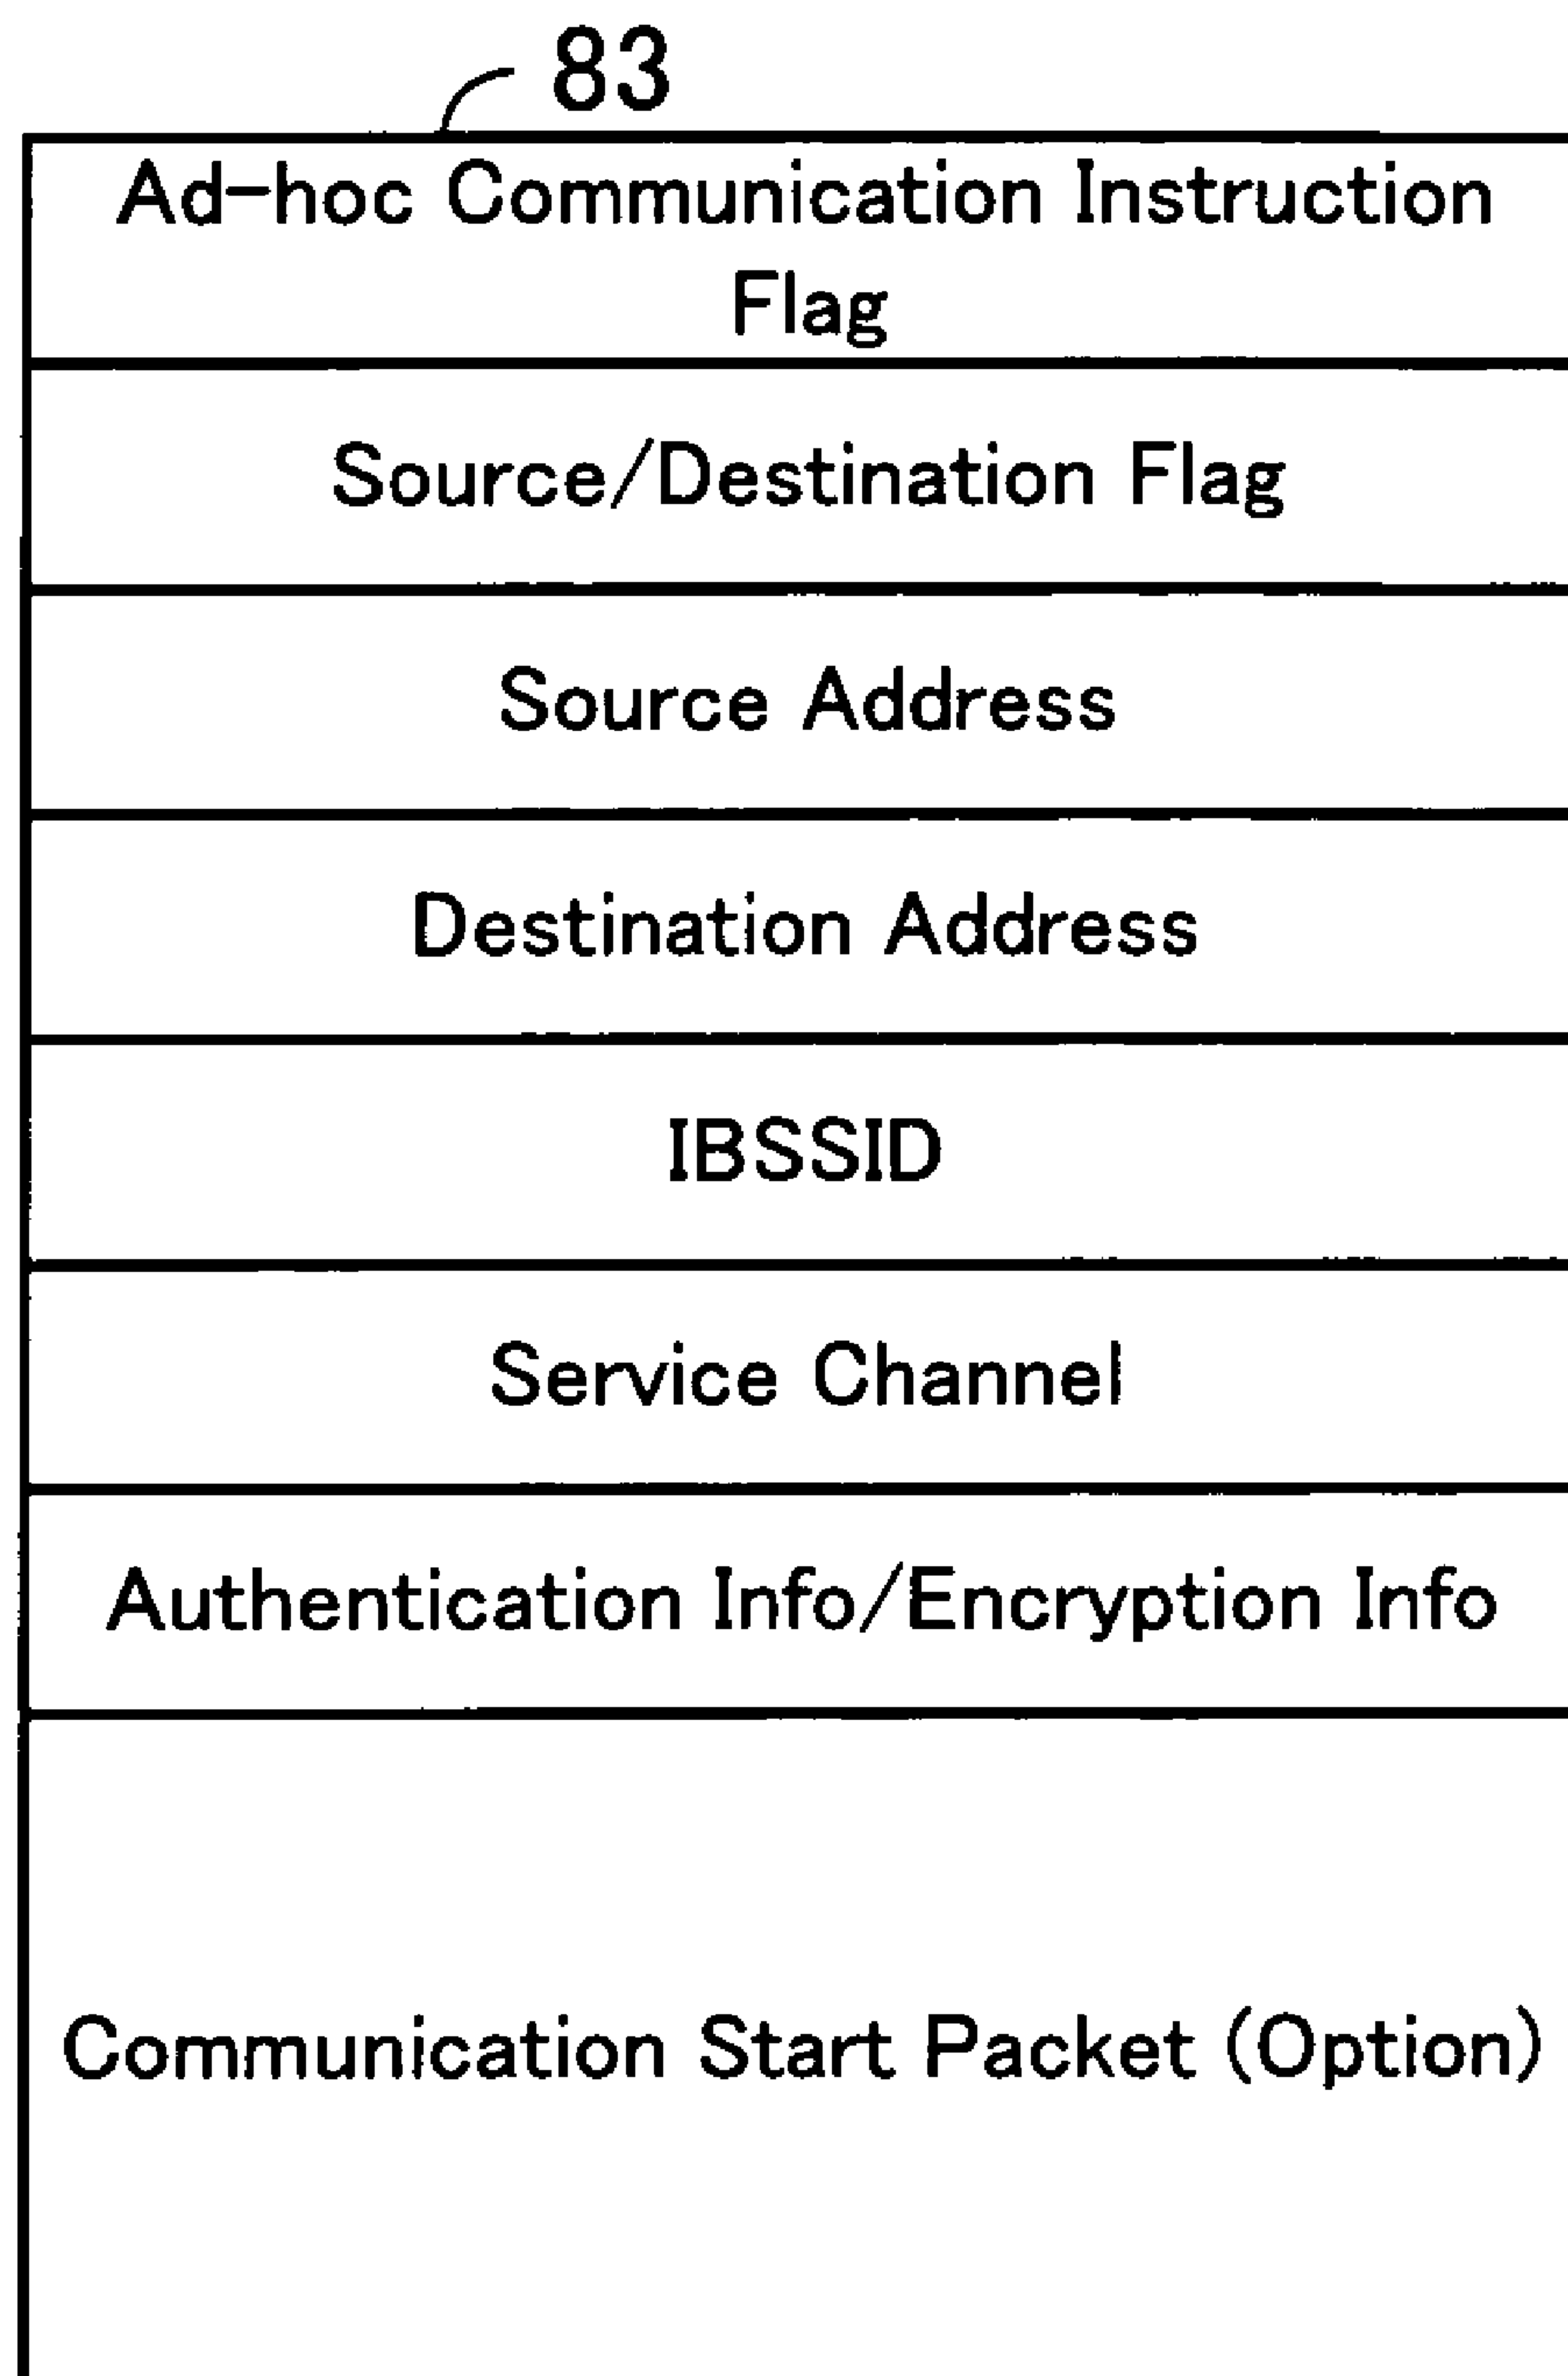 83
Ad-hoc Communication Instruction
Flag
Source/Destination Flag
Source Address
Destination Address
IBSSID
Service Channel
Authentication Info/Encryption Info
Communication Start Packet (Option)